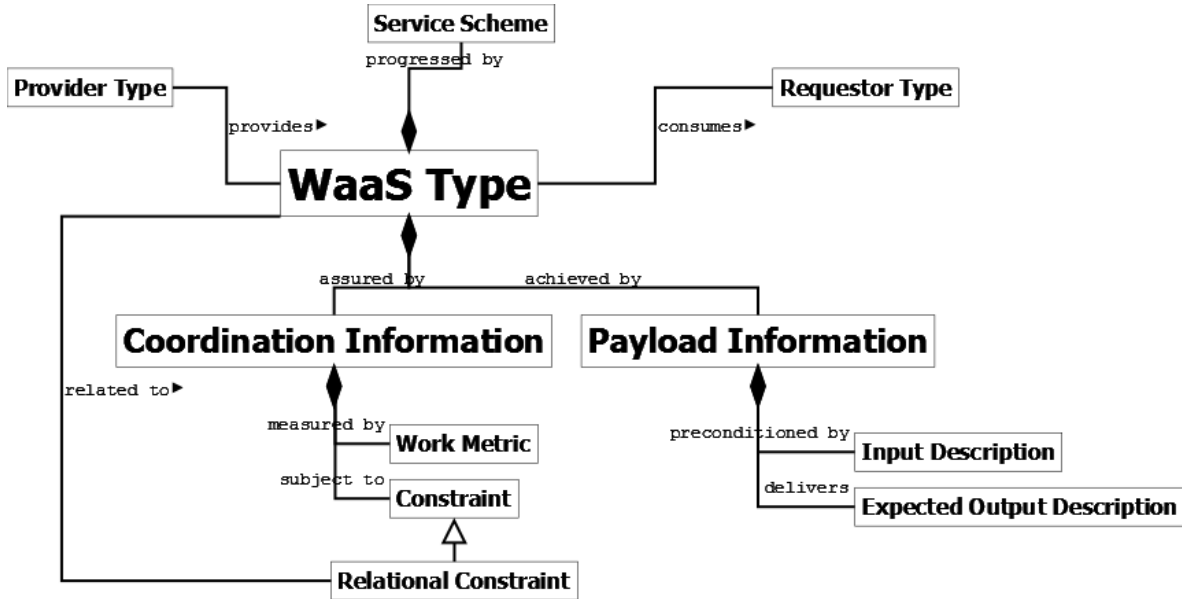 Service Scheme
progressed by
Provider Type
Requestor Type
provides►
consumes►
WaaS Type
assured by
achieved by
Coordination Information
Payload Information
related to►
measured by
Work Metric
preconditioned by
Input Description
subject to
Constraint
delivers
Expected Output Description
Relational Constraint